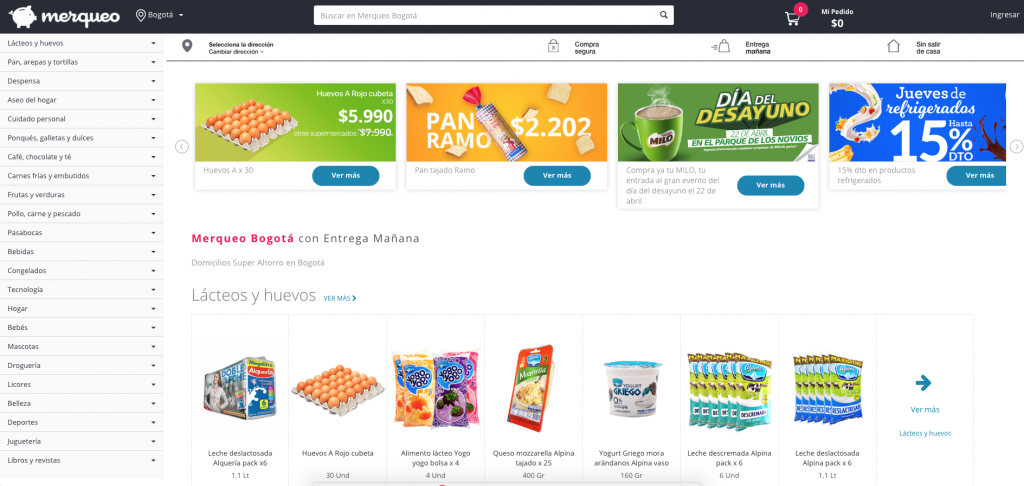 merqueo
Bogotá
Buscar en Merqueo Bogotá
0
Mi Pedido
$0
Ingresar
Lácteos y huevos
Pan, arepas y tortillas
Despensa
Aseo del hogar
Cuidado personal
Ponqués, galletas y dulces
Café, chocolate y té
Carnes frías y embutidos
Frutas y verduras
Pollo, carne y pescado
Pasabocas
Bebidas
Congelados
Tecnología
Hogar
Bebés
Mascotas
Droguería
Licores
Belleza
Deportes
Juguetería
Libros y revistas
Selecciona la dirección
Cambiar dirección
Compra
segura
Entrega
mañana
Sin salir
de casa
Huevos A Rojo cubeta
X30
$5.990
otros supermercados $7.990
Huevos A x 30
Ver más
PAN
RAMO
$2.202
Pan tajado Ramo
Ver más
MILO
DÍA DEL
DESAYUNO
22 DE ABRIL
EN EL PARQUE DE LOS NOVIOS
Compra ya tu MILO, tu
entrada al gran evento del
día del desayuno el 22 de
abril
Ver más
Jueves de
refrigerados
Hasta
15%
DTO
15% dto en productos
refrigerados
Ver más
Merqueo Bogotá con Entrega Mañana
Domicilios Super Ahorro en Bogotá
Lácteos y huevos VER MÁS
Alquería
Yogo
Yogo
Alpina
YOGURT
GRIEGO
0%
DESCREMADA
DESLACTOSADA
Leche deslactosada
Alquería pack x6
1.1 Lt
Huevos A Rojo cubeta
30 Und
Alimento lácteo Yogo
yogo bolsa x 4
4 Und
Queso mozzarella Alpina
tajado x 25
400 Gr
Yogurt Griego mora
arándanos Alpina vaso
160 Gr
Leche descremada Alpina
pack x 6
6 Und
Leche deslactosada
Alpina pack x 6
1.1 Lt
Ver más
Lácteos y huevos